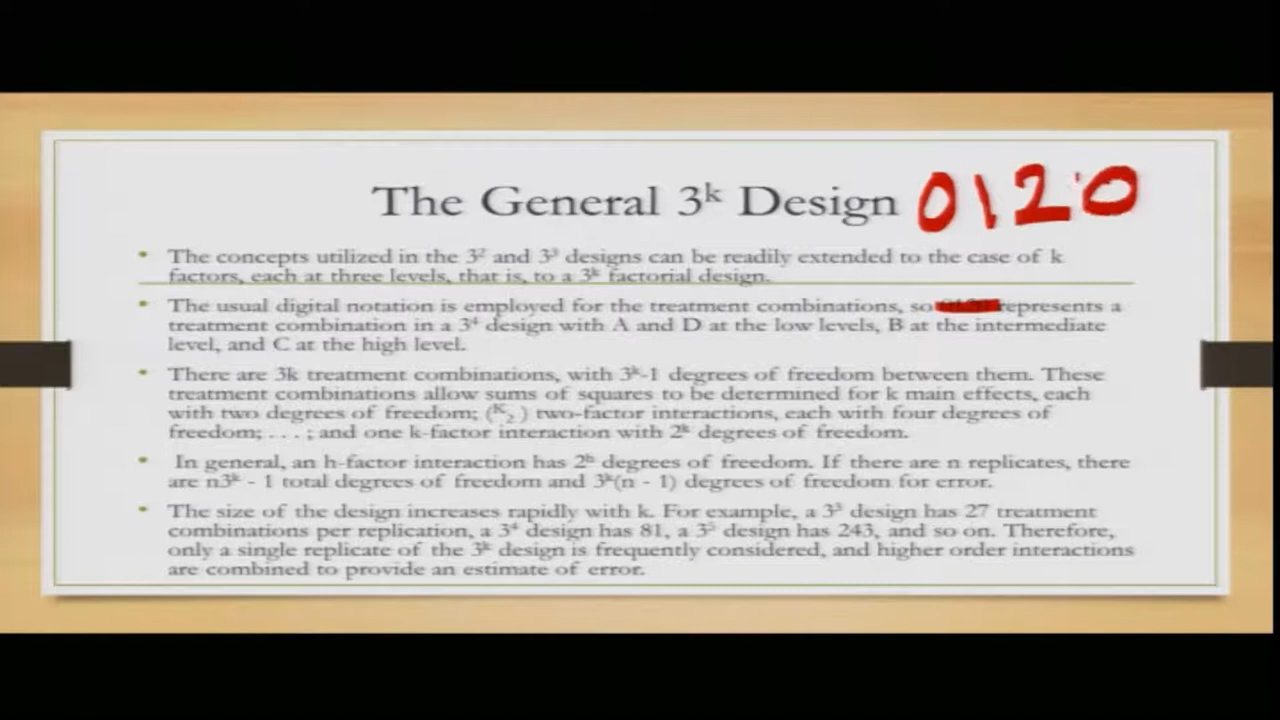 The General 3ᵏ Design 0120
• The concepts utilized in the 3² and 3³ designs can be readily extended to the case of k
factors, each at three levels, that is, to a 3ᵏ factorial design.
• The usual digital notation is employed for the treatment combinations, so represents a
treatment combination in a 3⁴ design with A and D at the low levels, B at the intermediate
level, and C at the high level.
• There are 3k treatment combinations, with 3ᵏ-1 degrees of freedom between them. These
treatment combinations allow sums of squares to be determined for k main effects, each
with two degrees of freedom; (ᴷ₂ ) two-factor interactions, each with four degrees of
freedom; . . . ; and one k-factor interaction with 2ᵏ degrees of freedom.
• In general, an h-factor interaction has 2ʰ degrees of freedom. If there are n replicates, there
are n3ᵏ - 1 total degrees of freedom and 3ᵏ(n - 1) degrees of freedom for error.
• The size of the design increases rapidly with k. For example, a 3³ design has 27 treatment
combinations per replication, a 3⁴ design has 81, a 3⁵ design has 243, and so on. Therefore,
only a single replicate of the 3ᵏ design is frequently considered, and higher order interactions
are combined to provide an estimate of error.